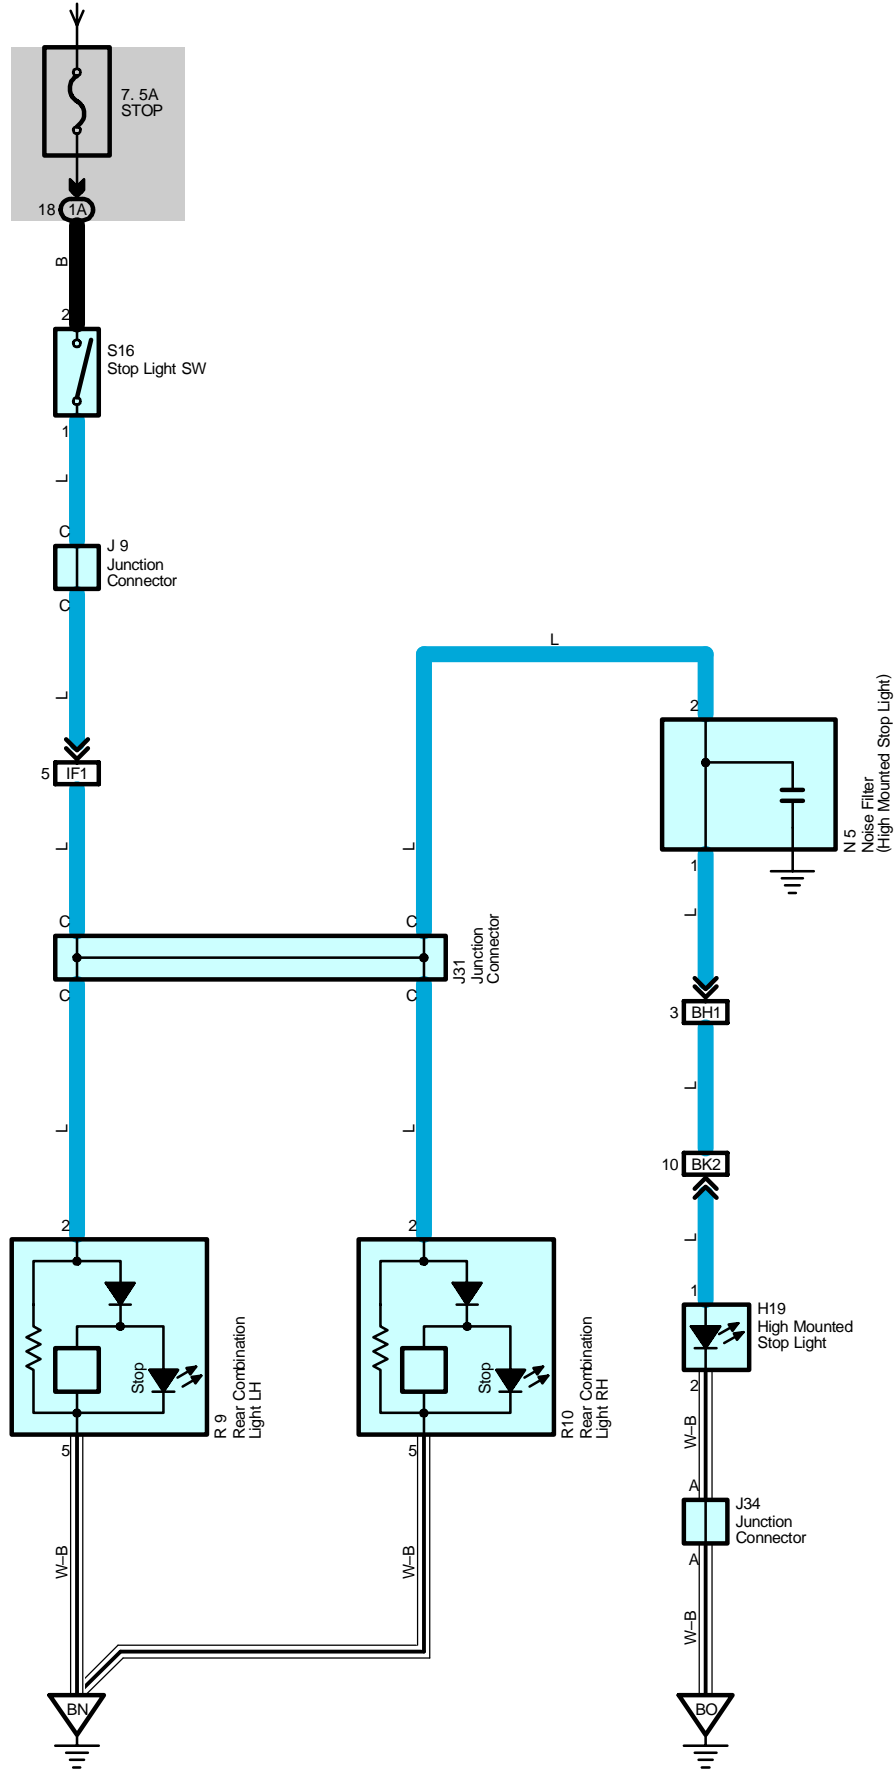 7. 5A
STOP
18
1A
B
2
S16
Stop Light SW
1
L
C
J 9
Junction
Connector
C
L
L
2
5
IF1
N 5
Noise Filter
(High Mounted Stop Light)
L
L
1
L
C
C
J31
Junction
Connector
C
C
3
BH1
L
L
L
10
BK2
2
2
L
1
H19
High Mounted
Stop Light
Stop
R 9
Rear Combination
Light LH
Stop
R10
Rear Combination
Light RH
2
5
5
W–B
A
J34
Junction
Connector
A
W–B
W–B
W–B
BN
BO